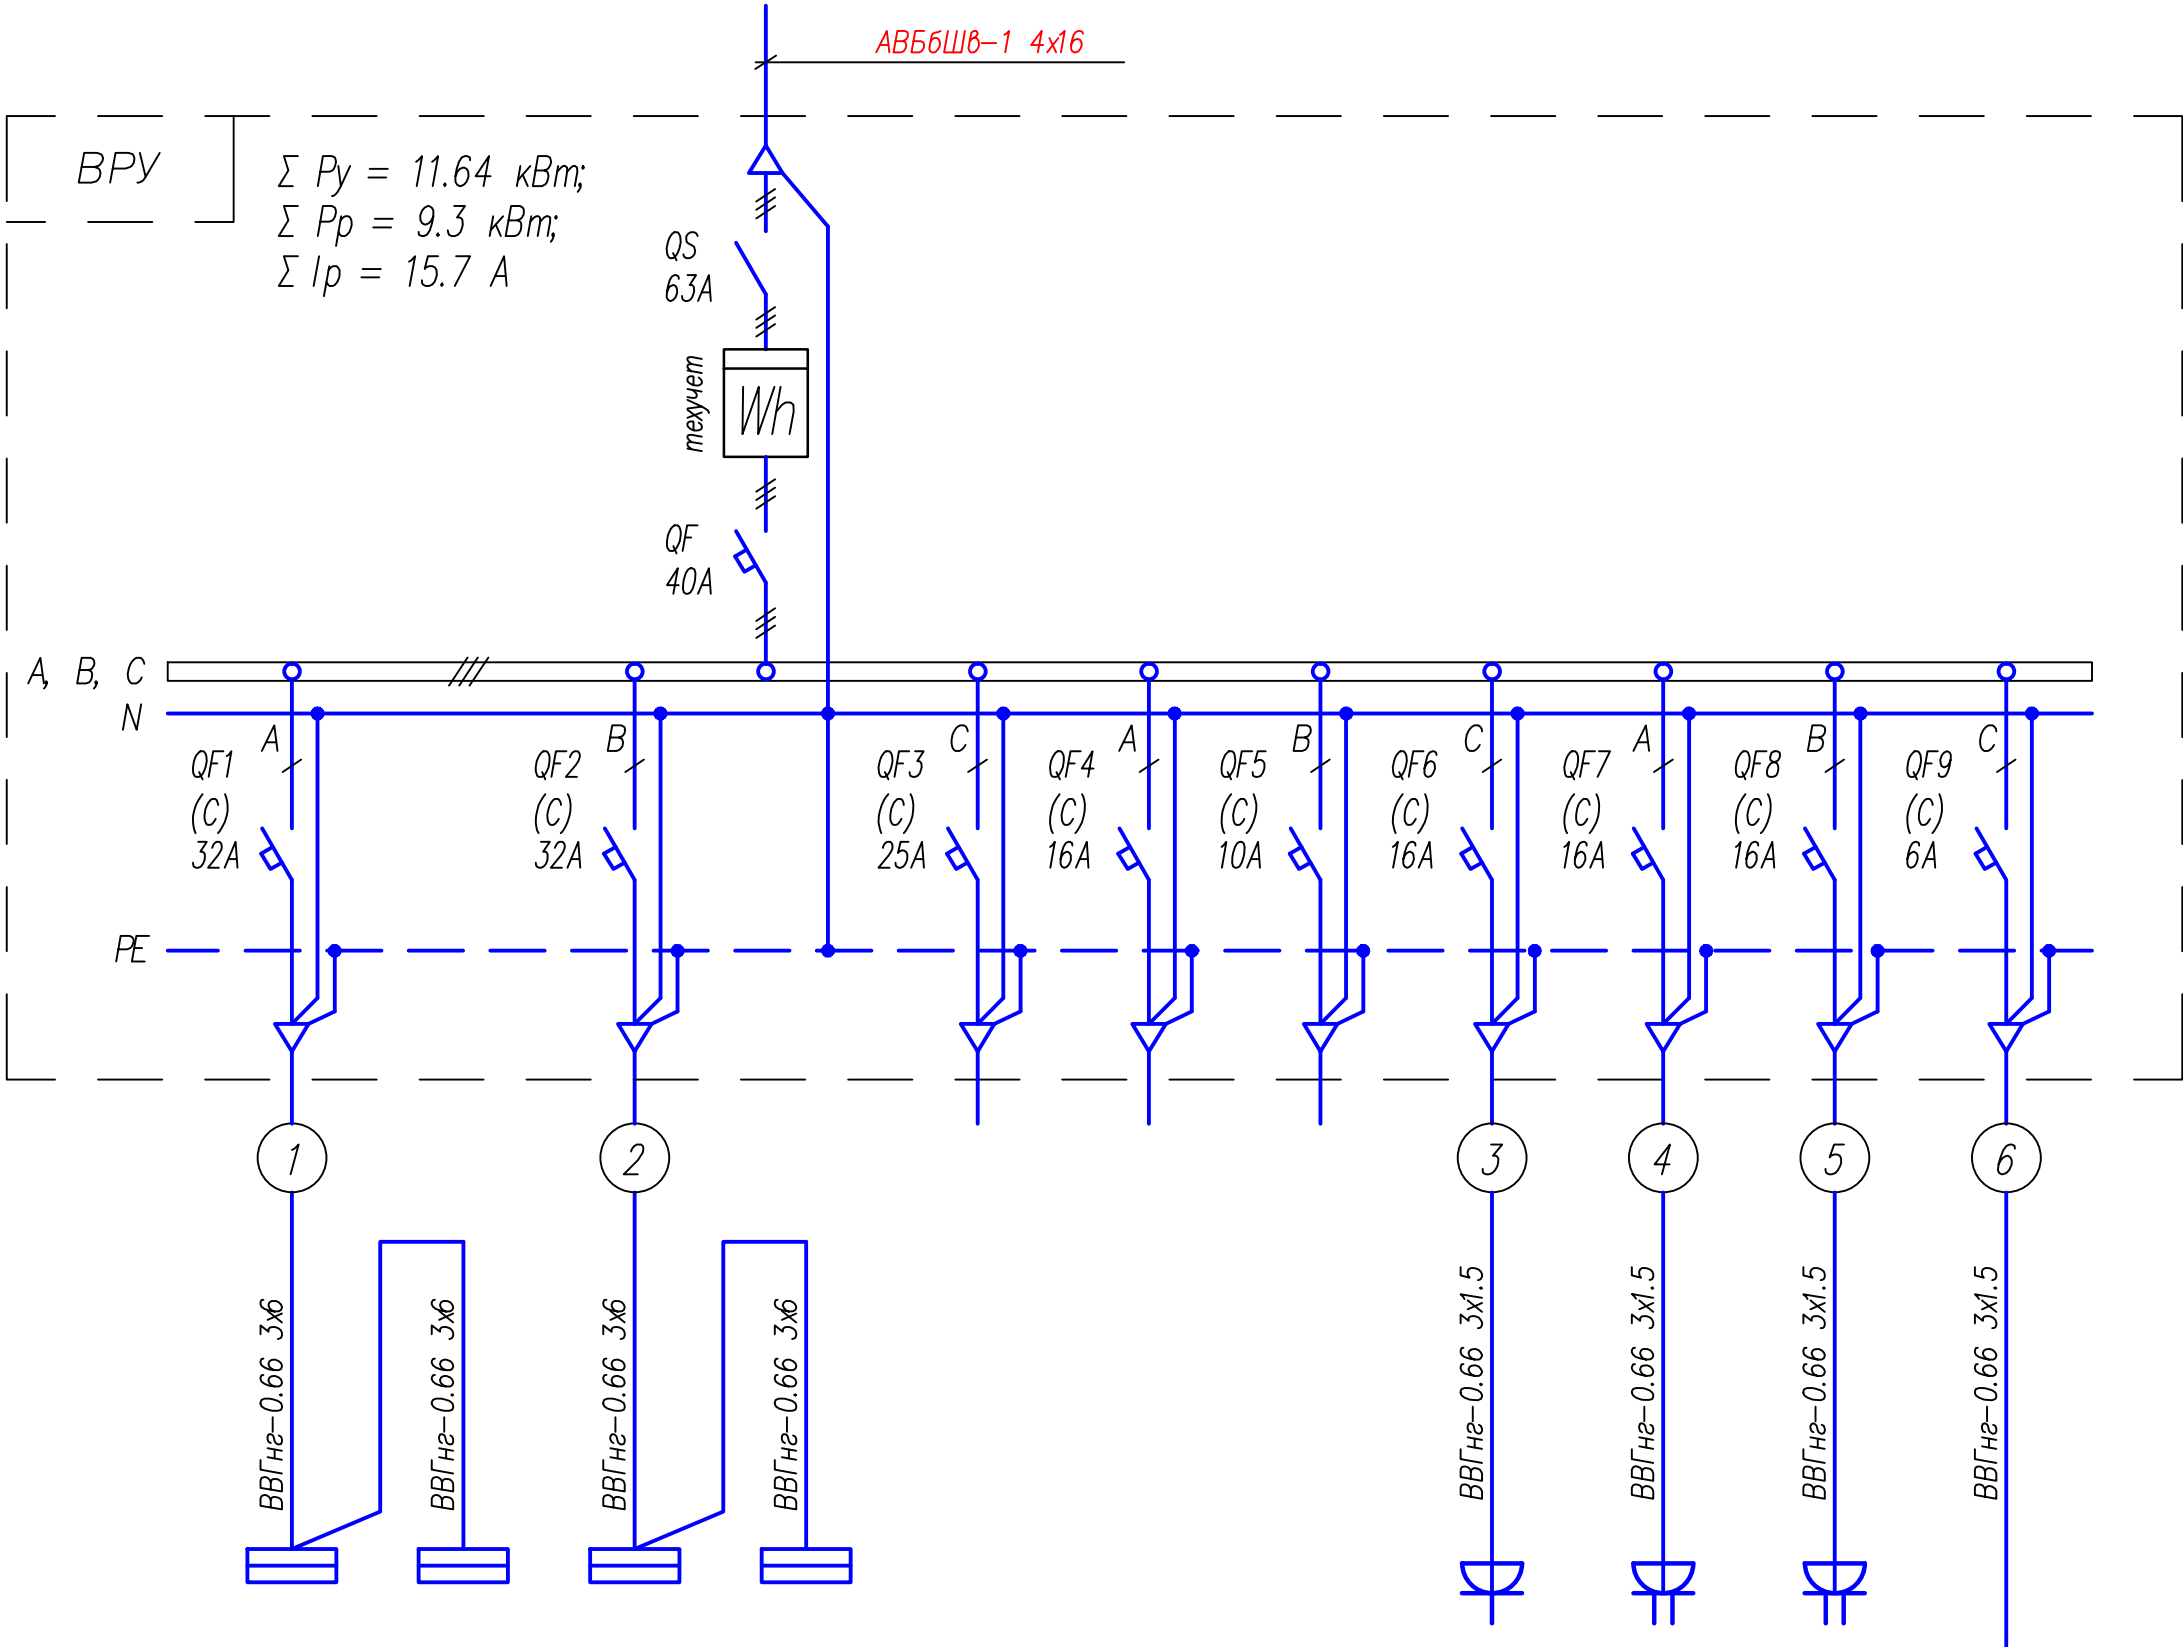 АВБбШв-1 4х16
ВРУ
Σ Ру = 11.64 кВт;
Σ Рр = 9.3 кВт;
Σ Iр = 15.7 А
QS
63А
техучет
Wh
QF
40А
А, В, С
N
А
В
С
А
В
С
А
В
С
QF1
(С)
32А
QF2
(С)
32А
QF3
(С)
25А
QF4
(С)
16А
QF5
(С)
10А
QF6
(С)
16А
QF7
(С)
16А
QF8
(С)
16А
QF9
(С)
6А
РЕ
1
2
3
4
5
6
ВВГнг-0.66 3х6
ВВГнг-0.66 3х6
ВВГнг-0.66 3х6
ВВГнг-0.66 3х6
ВВГнг-0.66 3х1.5
ВВГнг-0.66 3х1.5
ВВГнг-0.66 3х1.5
ВВГнг-0.66 3х1.5